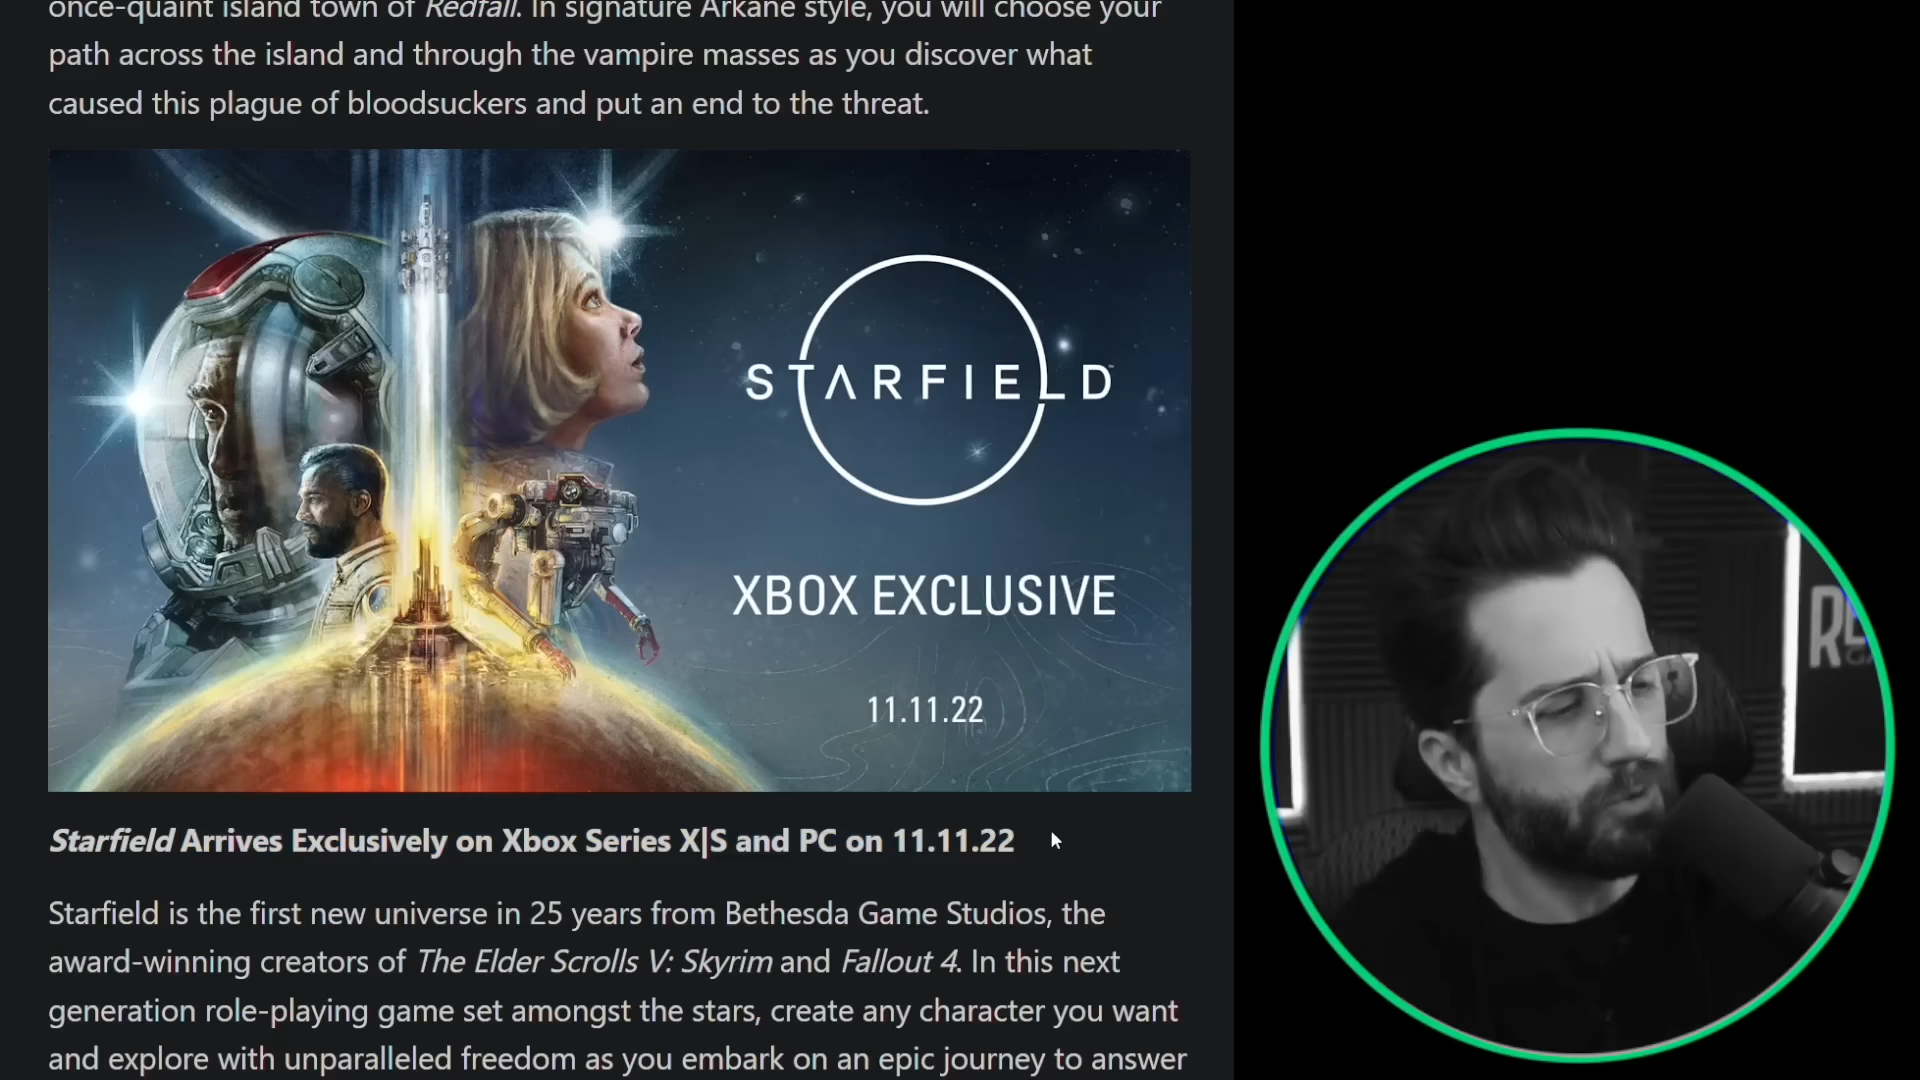 once-quaint island town of Redfall. In signature Arkane style, you will choose your
path across the island and through the vampire masses as you discover what
caused this plague of bloodsuckers and put an end to the threat.
STARFIELD
XBOX EXCLUSIVE
11.11.22
Starfield Arrives Exclusively on Xbox Series X|S and PC on 11.11.22
Starfield is the first new universe in 25 years from Bethesda Game Studios, the
award-winning creators of The Elder Scrolls V: Skyrim and Fallout 4. In this next
generation role-playing game set amongst the stars, create any character you want
and explore with unparalleled freedom as you embark on an epic journey to answer